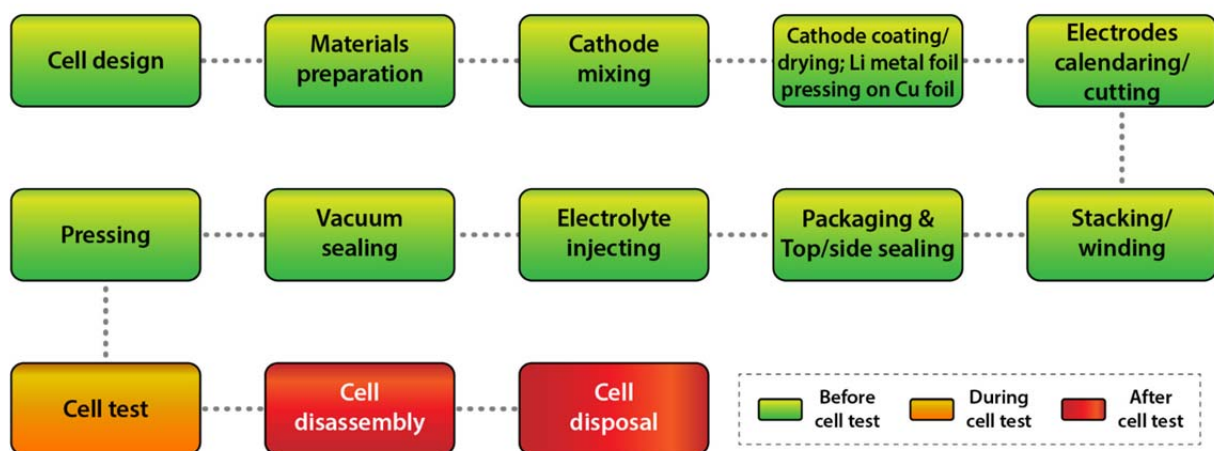 Cell design
Materials
preparation
Cathode
mixing
Cathode coating/
drying; Li metal foil
pressing on Cu foil
Electrodes
calendaring/
cutting
Pressing
Vacuum
sealing
Electrolyte
injecting
Packaging &
Top/side sealing
Stacking/
winding
Cell test
Cell
disassembly
Cell
disposal
Before
cell test
During
cell test
After
cell test